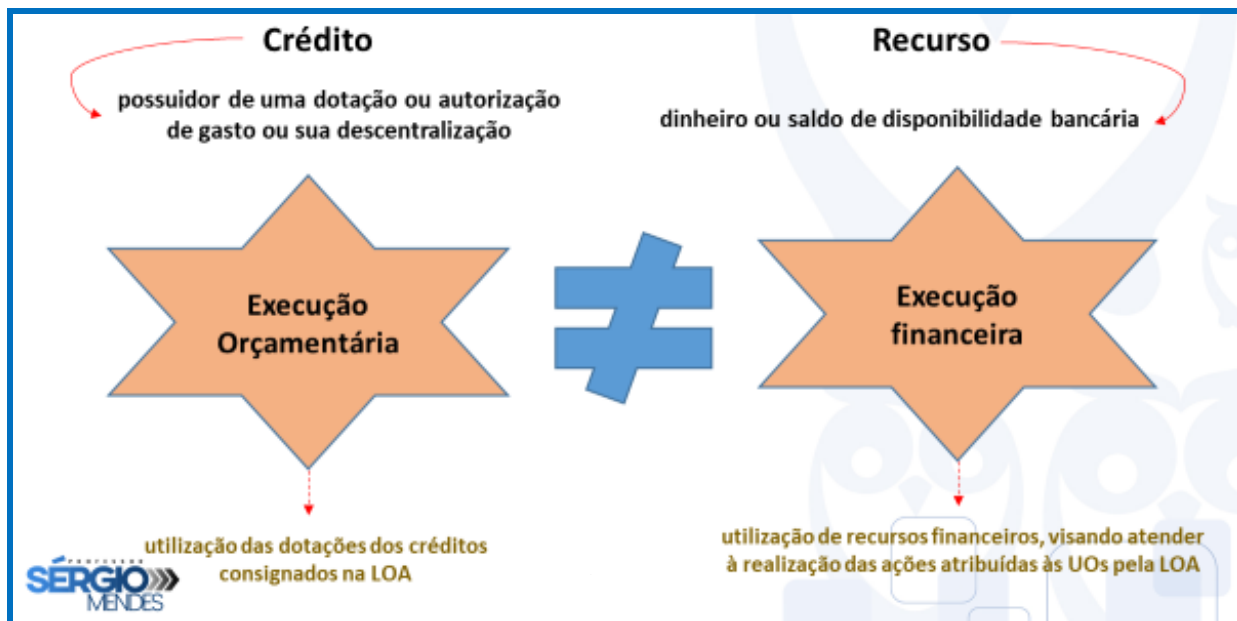 Crédito
possuidor de uma dotação ou autorização
de gasto ou sua descentralização
Execução
Orçamentária
utilização das dotações dos créditos
consignados na LOA
Recurso
dinheiro ou saldo de disponibilidade bancária
Execução
financeira
utilização de recursos financeiros, visando atender
à realização das ações atribuídas às UOs pela LOA
PROFESSOR
SÉRGIO
MENDES